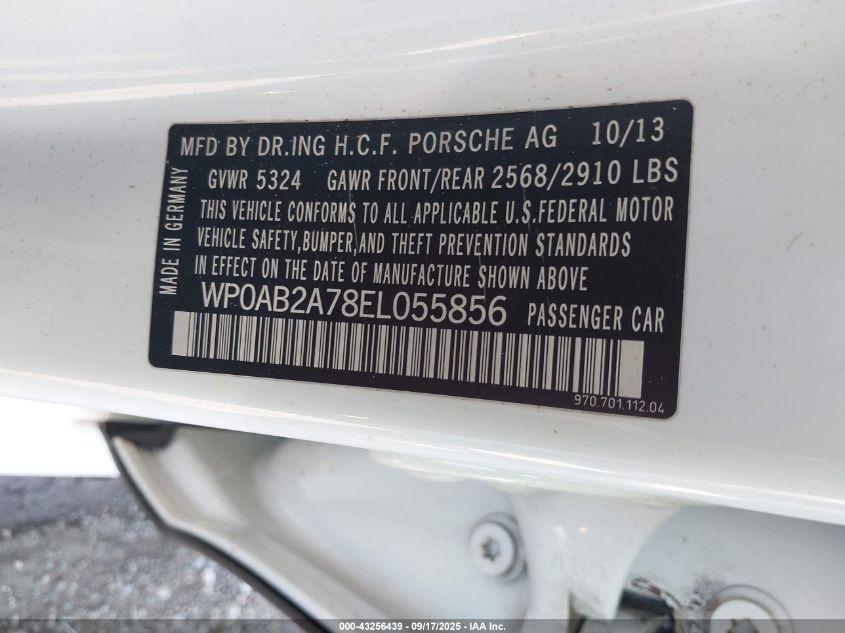 MFD BY DR.ING H.C.F. PORSCHE AG 10/13
GVWR 5324 GAWR FRONT/REAR 2568/2910 LBS
THIS VEHICLE CONFORMS TO ALL APPLICABLE U.S.FEDERAL MOTOR
VEHICLE SAFETY,BUMPER,AND THEFT PREVENTION STANDARDS
IN EFFECT ON THE DATE OF MANUFACTURE SHOWN ABOVE
WP0AB2A78EL055856 PASSENGER CAR
970.701.112.04
MADE IN GERMANY
000-43256439 - 09/17/2025 - IAA Inc.